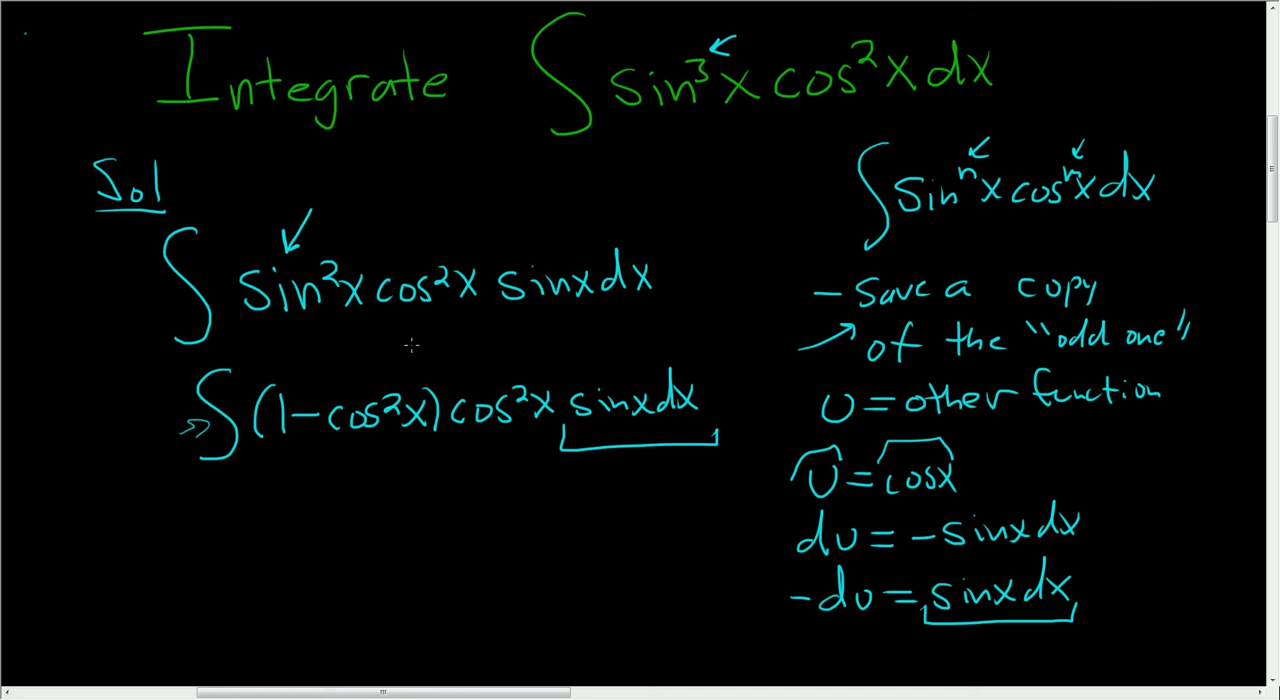 Integrate ∫ sin³x cos²x dx
Sol
∫ sin²x cos²x sinx dx
∫ (1-cos²x) cos²x sinx dx
∫ sinⁿx cosⁿx dx
- save a copy
of the "odd one"
U = other function
U = cosx
du = -sinx dx
-du = sinx dx